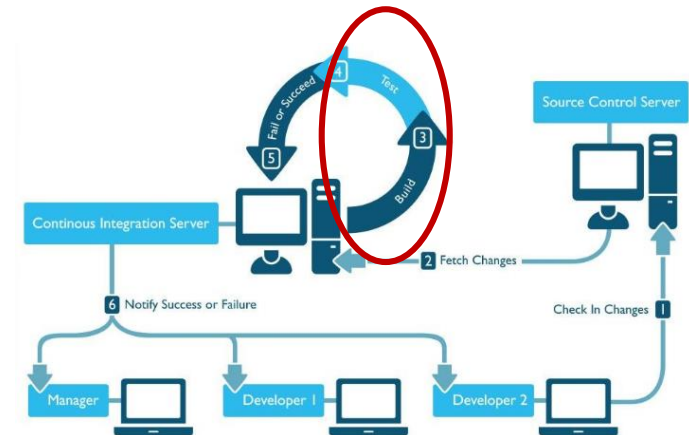 4
Test
Fail or Succeed
Source Control Server
3
5
Build
Continous Integration Server
2 Fetch Changes
6 Notify Success or Failure
Check In Changes 1
Manager
Developer 1
Developer 2